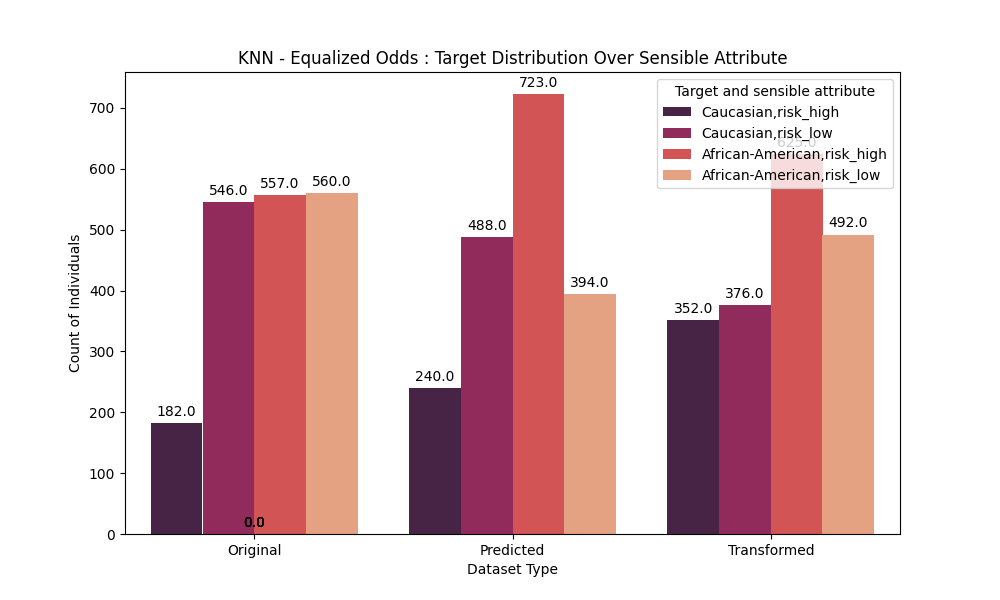 KNN - Equalized Odds : Target Distribution Over Sensible Attribute
Target and sensible attribute
Caucasian,risk_high
Caucasian,risk_low
African-American,risk_high
African-American,risk_low
Count of Individuals
700
600
500
400
300
200
100
0
182.0
546.0
557.0
560.0
0.0
240.0
488.0
723.0
394.0
352.0
376.0
625.0
492.0
Original
Predicted
Transformed
Dataset Type